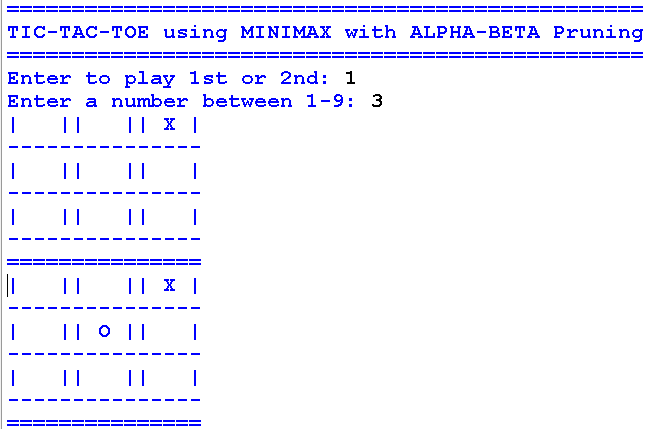 ==================================================
TIC-TAC-TOE using MINIMAX with ALPHA-BETA Pruning
==================================================
Enter to play 1st or 2nd: 1
Enter a number between 1-9: 3
|   ||   || X |
---------------
|   ||   ||   |
---------------
|   ||   ||   |
---------------
===============
|   ||   || X |
---------------
|   || O ||   |
---------------
|   ||   ||   |
---------------
===============